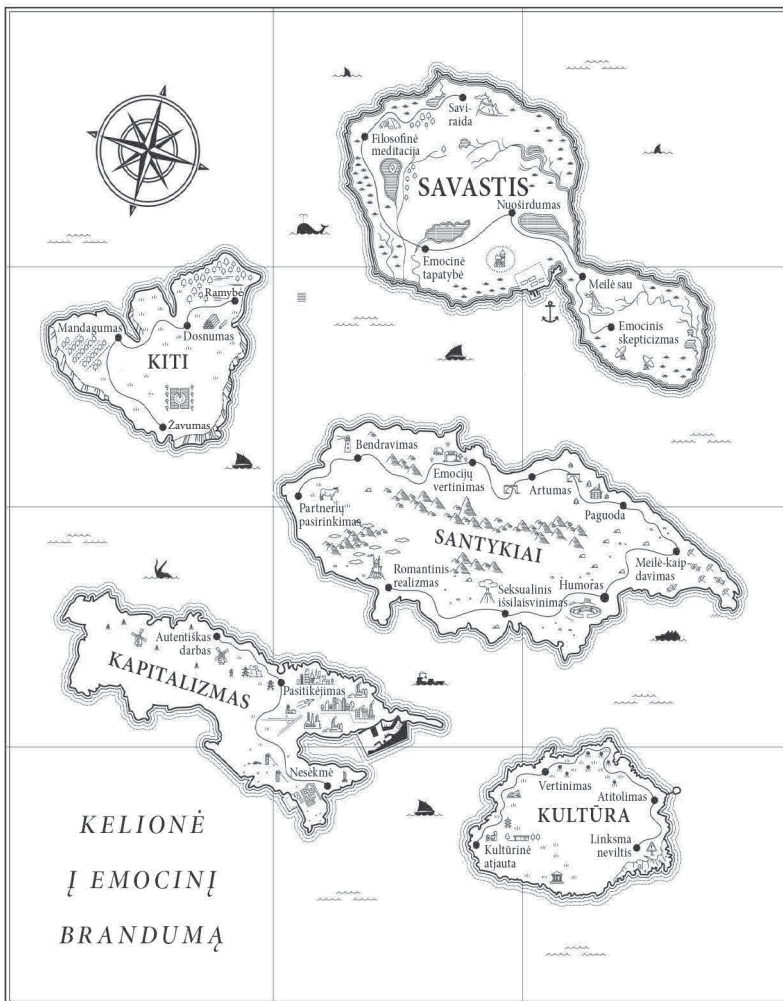 Savi-
raida
Filosofinė
meditacija
SAVASTIS
Nuoširdumas
Emocinė
tapatybė
Meilė sau
Emocinis
skepticizmas
Ramybė
Mandagumas
Dosnumas
KITI
Žavumas
Bendravimas
Emocijų
vertinimas
Artumas
Partnerių
pasirinkimas
Paguoda
SANTYKIAI
Meilė-kaip
davimas
Romantinis
realizmas
Seksualinis
išsilaisvinimas
Humoras
Autentiškas
darbas
KAPITALIZMAS
Pasitikėjimas
Nesėkmė
Vertinimas
Atitolimas
KULTŪRA
Kultūrinė
atjauta
Linksma
neviltis
KELIONĖ
Į EMOCINĮ
BRANDUMĄ